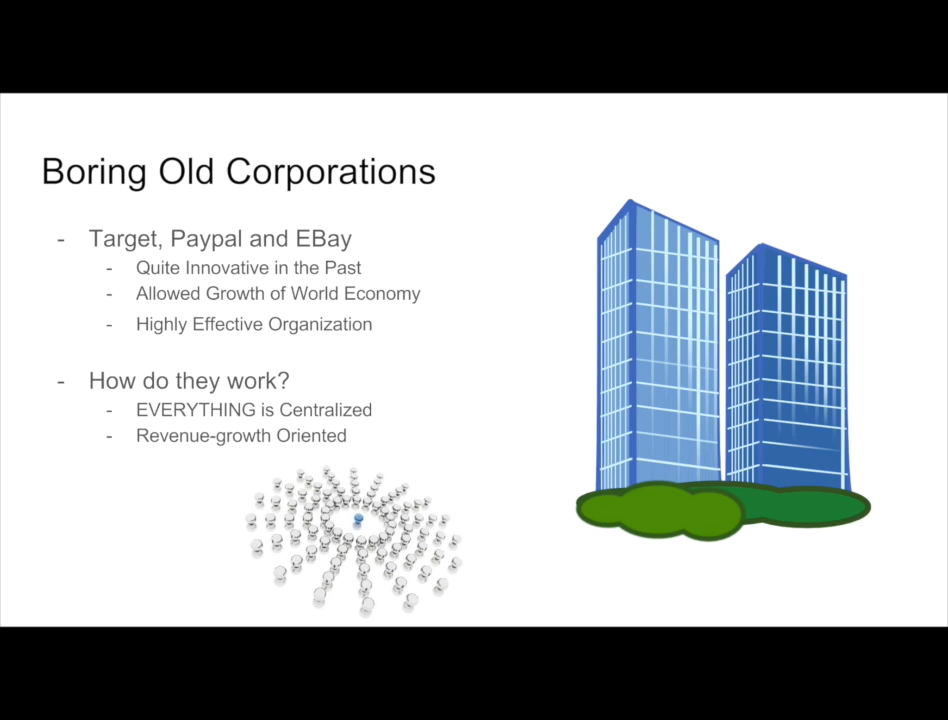 Boring Old Corporations
- Target, Paypal and EBay
- Quite Innovative in the Past
- Allowed Growth of World Economy
- Highly Effective Organization
- How do they work?
- EVERYTHING is Centralized
- Revenue-growth Oriented